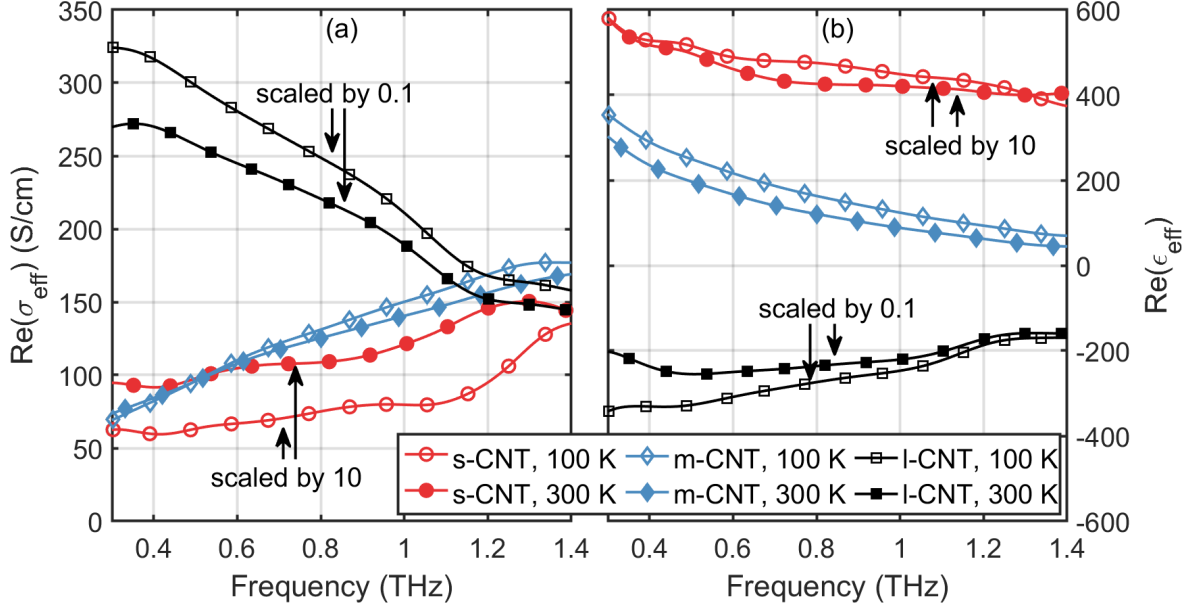 (a)
(b)
350
300
250
200
150
100
50
0
Re(σeff) (S/cm)
scaled by 0.1
scaled by 10
0.4 0.6 0.8 1 1.2 1.4
Frequency (THz)
600
400
200
0
-200
-400
-600
Re(ϵeff)
scaled by 10
scaled by 0.1
s-CNT, 100 K m-CNT, 100 K l-CNT, 100 K
s-CNT, 300 K m-CNT, 300 K l-CNT, 300 K
0.4 0.6 0.8 1 1.2 1.4
Frequency (THz)